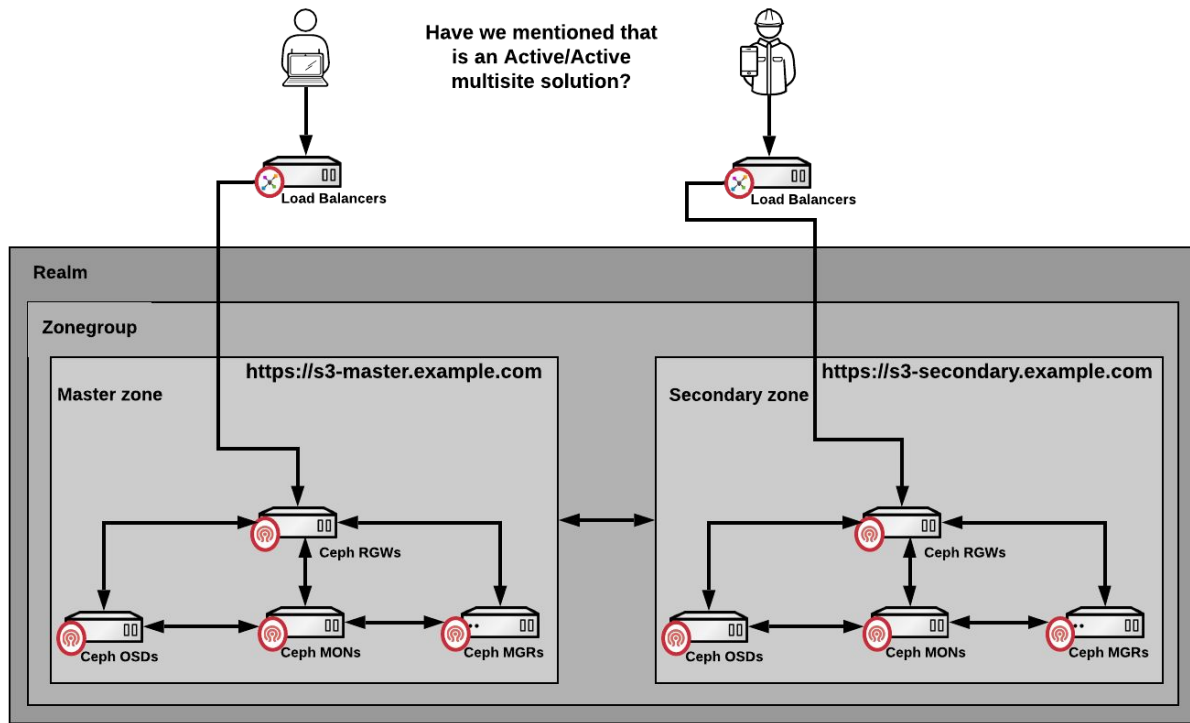 Have we mentioned that
is an Active/Active
multisite solution?
Load Balancers
Load Balancers
Realm
Zonegroup
https://s3-master.example.com
Master zone
https://s3-secondary.example.com
Secondary zone
Ceph RGWs
Ceph RGWs
Ceph OSDs
Ceph MONs
Ceph MGRs
Ceph OSDs
Ceph MONs
Ceph MGRs